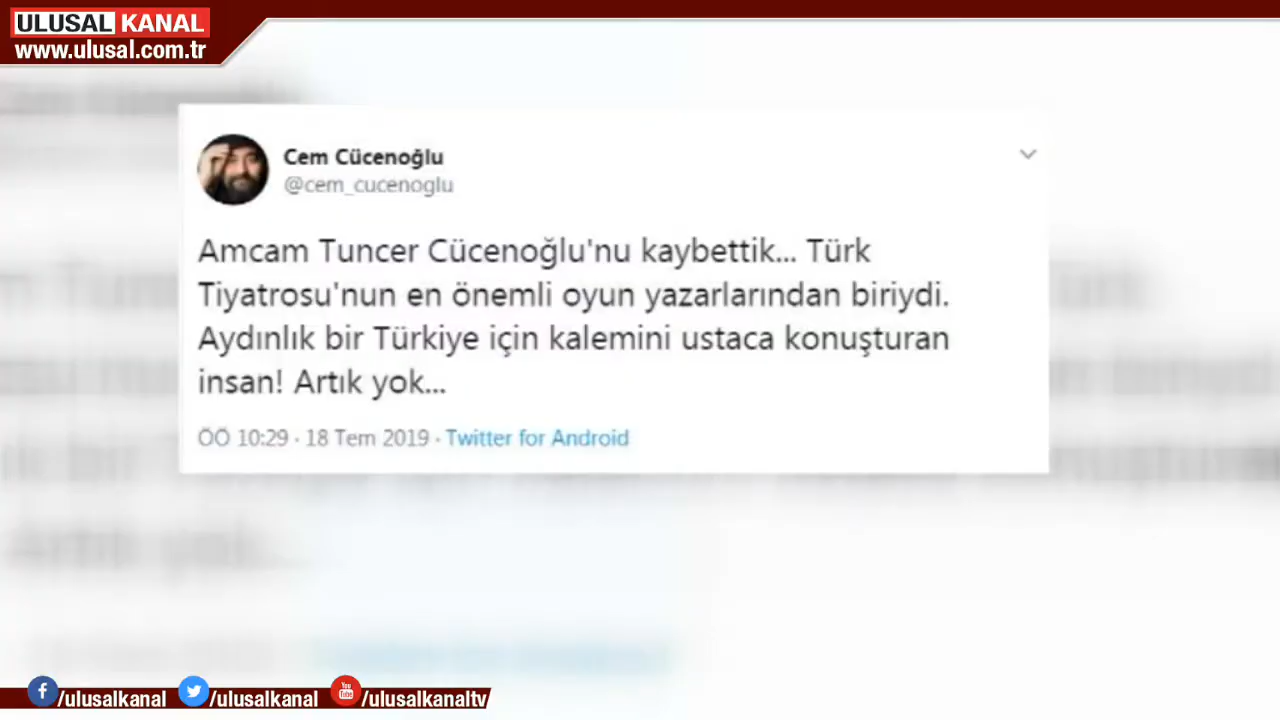 ULUSAL KANAL
www.ulusal.com.tr
Cem Cücenoğlu
@cem_cucenoglu
Amcam Tuncer Cücenoğlu'nu kaybettik... Türk
Tiyatrosu'nun en önemli oyun yazarlarından biriydi.
Aydınlık bir Türkiye için kalemini ustaca konuşturan
insan! Artık yok...
ÖÖ 10:29 · 18 Tem 2019 · Twitter for Android
/ulusalkanal /ulusalkanal /ulusalkanaltv